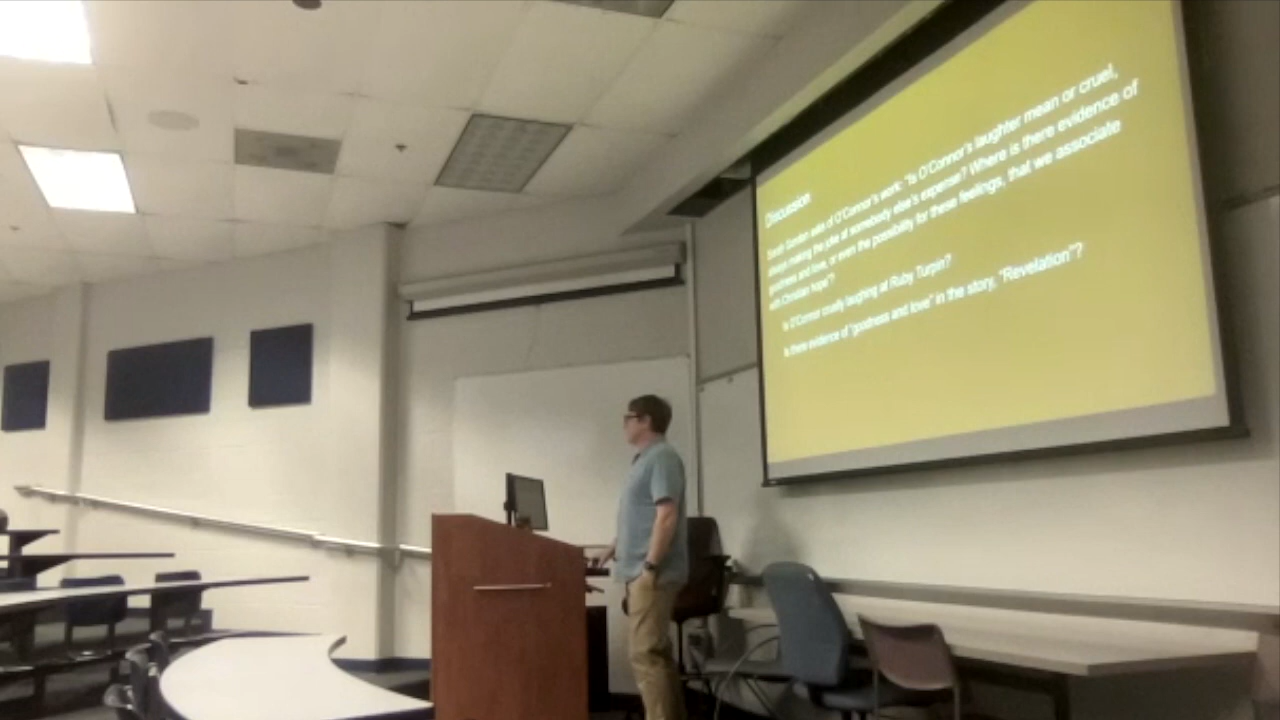 Discussion
Sarah Gordon asks of O'Connor's work: "Is O'Connor's laughter mean or cruel,
always making the joke at somebody else's expense? Where is there evidence of
goodness and love, or even the possibility for these feelings, that we associate
with Christian hope"?
Is O'Connor cruelly laughing at Ruby Turpin?
Is there evidence of "goodness and love" in the story, "Revelation"?